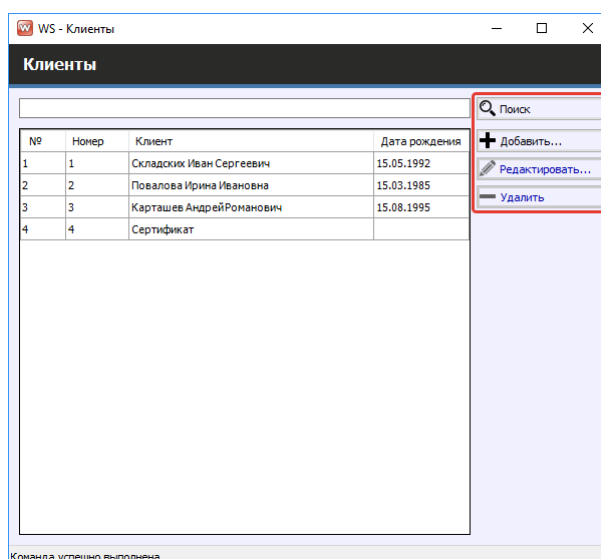 WS - Клиенты
Клиенты
Поиск
Добавить...
Редактировать...
Удалить
№ Номер Клиент Дата рождения
1 1 Складских Иван Сергеевич 15.05.1992
2 2 Повалова Ирина Ивановна 15.03.1985
3 3 Карташев АндрейРоманович 15.08.1995
4 4 Сертификат
Команда успешно выполнена